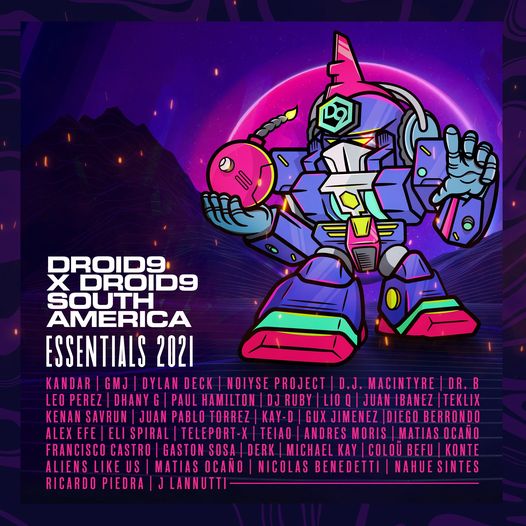 D9
DROID9
X DROID9
SOUTH
AMERICA
ESSENTIALS 2021
KANDAR | GMJ | DYLAN DECK | NOIYSE PROJECT | D.J. MACINTYRE | DR. B
LEO PEREZ | DHANY G | PAUL HAMILTON | DJ RUBY | LIO Q | JUAN IBANEZ | TEKLIX
KENAN SAVRUN | JUAN PABLO TORREZ | KAY-D | GUX JIMENEZ |DIEGO BERRONDO
ALEX EFE | ELI SPIRAL | TELEPORT-X | TEIAO | ANDRES MORIS | MATIAS OCAÑO
FRANCISCO CASTRO | GASTON SOSA | DERK | MICHAEL KAY | COLOÜ BEFU | KONTE
ALIENS LIKE US | MATIAS OCAÑO | NICOLAS BENEDETTI | NAHUE SINTES
RICARDO PIEDRA | J LANNUTTI